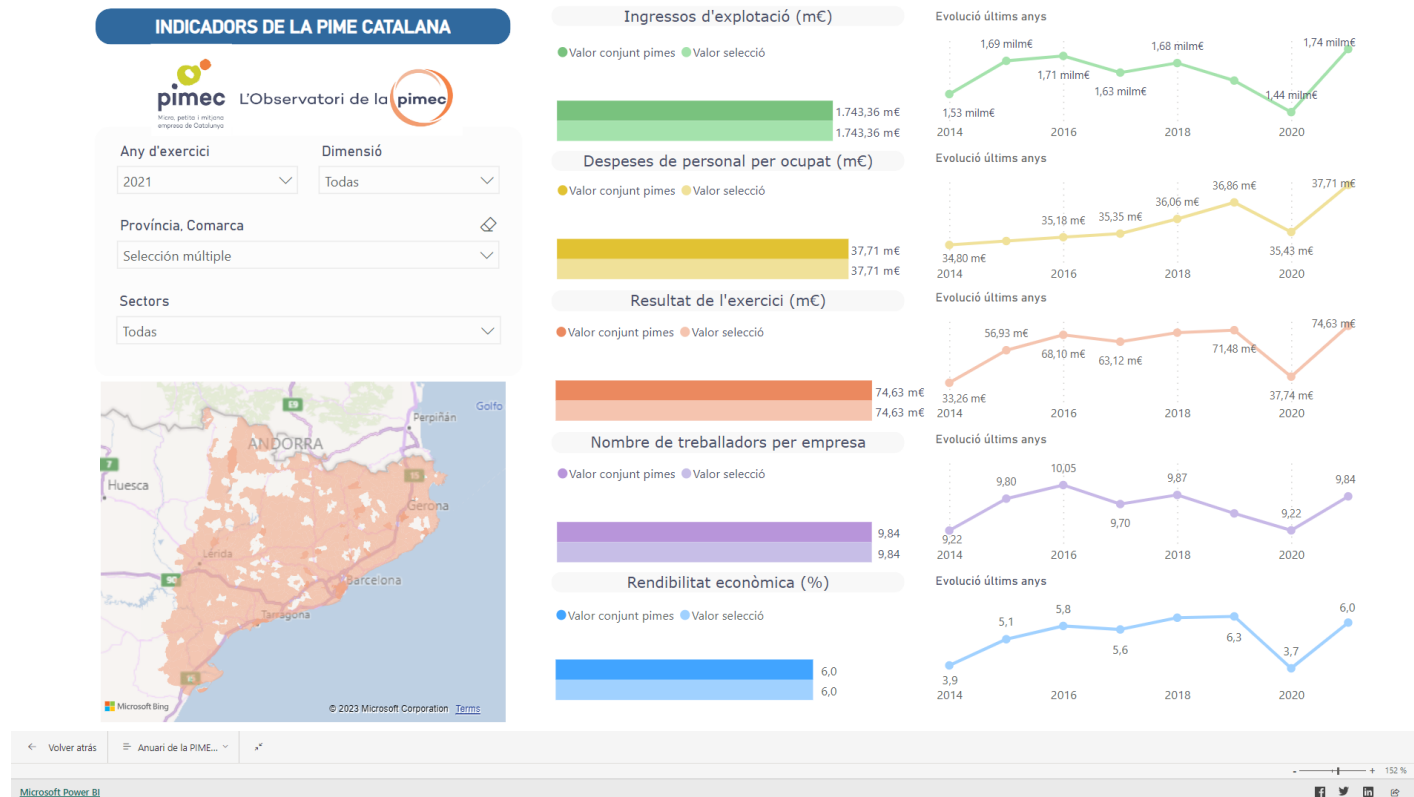 INDICADORS DE LA PIME CATALANA
pimec
Micro, petita i mitjana
empresa de Catalunya
L'Observatori de la pimec
Any d'exercici
Dimensió
2021
Todas
Província, Comarca
Selección múltiple
Sectors
Todas
E9
Golfo
Perpiñán
ANDORRA
7
15
Huesca
Gerona
Lérida
90
Barcelona
Tarragona
Microsoft Bing
© 2023 Microsoft Corporation Terms
Ingressos d'explotació (m€)
Valor conjunt pimes Valor selecció
1.743,36 m€
1.743,36 m€
Evolució últims anys
1,69 milm€
1,68 milm€
1,74 milm€
1,71 milm€
1,63 milm€
1,44 milm€
1,53 milm€
2014 2016 2018 2020
Despeses de personal per ocupat (m€)
Valor conjunt pimes Valor selecció
37,71 m€
37,71 m€
Evolució últims anys
36,86 m€
37,71 m€
36,06 m€
35,18 m€
35,35 m€
35,43 m€
34,80 m€
2014 2016 2018 2020
Resultat de l'exercici (m€)
Valor conjunt pimes Valor selecció
74,63 m€
74,63 m€
Evolució últims anys
74,63 m€
56,93 m€
68,10 m€
63,12 m€
71,48 m€
37,74 m€
33,26 m€
2014 2016 2018 2020
Nombre de treballadors per empresa
Valor conjunt pimes Valor selecció
9,84
9,84
Evolució últims anys
10,05
9,80
9,87
9,84
9,70
9,22
9,22
2014 2016 2018 2020
Rendibilitat econòmica (%)
Valor conjunt pimes Valor selecció
6,0
6,0
Evolució últims anys
5,8
6,0
5,1
5,6
6,3
3,7
3,9
2014 2016 2018 2020
Volver atrás
Anuari de la PIME...
- + 152 %
Microsoft Power BI